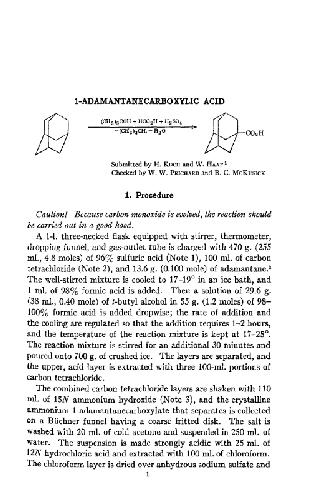 1-ADAMANTANECARBOXYLIC ACID
(CH₃)₃COH + HCO₂H + H₂SO₄
−(CH₃)₃CH, −H₂O
CO₂H
Submitted by H. Koch and W. Haaf¹
Checked by W. W. Prichard and B. C. McKusick
1. Procedure
Caution! Because carbon monoxide is evolved, the reaction should
be carried out in a good hood.
A 1-l. three-necked flask equipped with stirrer, thermometer,
dropping funnel, and gas-outlet tube is charged with 470 g. (255
ml., 4.8 moles) of 96% sulfuric acid (Note 1), 100 ml. of carbon
tetrachloride (Note 2), and 13.6 g. (0.100 mole) of adamantane.²
The well-stirred mixture is cooled to 17–19° in an ice bath, and
1 ml. of 98% formic acid is added. Then a solution of 29.6 g.
(38 ml., 0.40 mole) of t-butyl alcohol in 55 g. (1.2 moles) of 98–
100% formic acid is added dropwise; the rate of addition and
the cooling are regulated so that the addition requires 1–2 hours,
and the temperature of the reaction mixture is kept at 17–25°.
The reaction mixture is stirred for an additional 30 minutes and
poured onto 700 g. of crushed ice. The layers are separated, and
the upper, acid layer is extracted with three 100-ml. portions of
carbon tetrachloride.
The combined carbon tetrachloride layers are shaken with 110
ml. of 15N ammonium hydroxide (Note 3), and the crystalline
ammonium 1-adamantanecarboxylate that separates is collected
on a Büchner funnel having a coarse fritted disk. The salt is
washed with 20 ml. of cold acetone and suspended in 250 ml. of
water. The suspension is made strongly acidic with 25 ml. of
12N hydrochloric acid and extracted with 100 ml. of chloroform.
The chloroform layer is dried over anhydrous sodium sulfate and
1